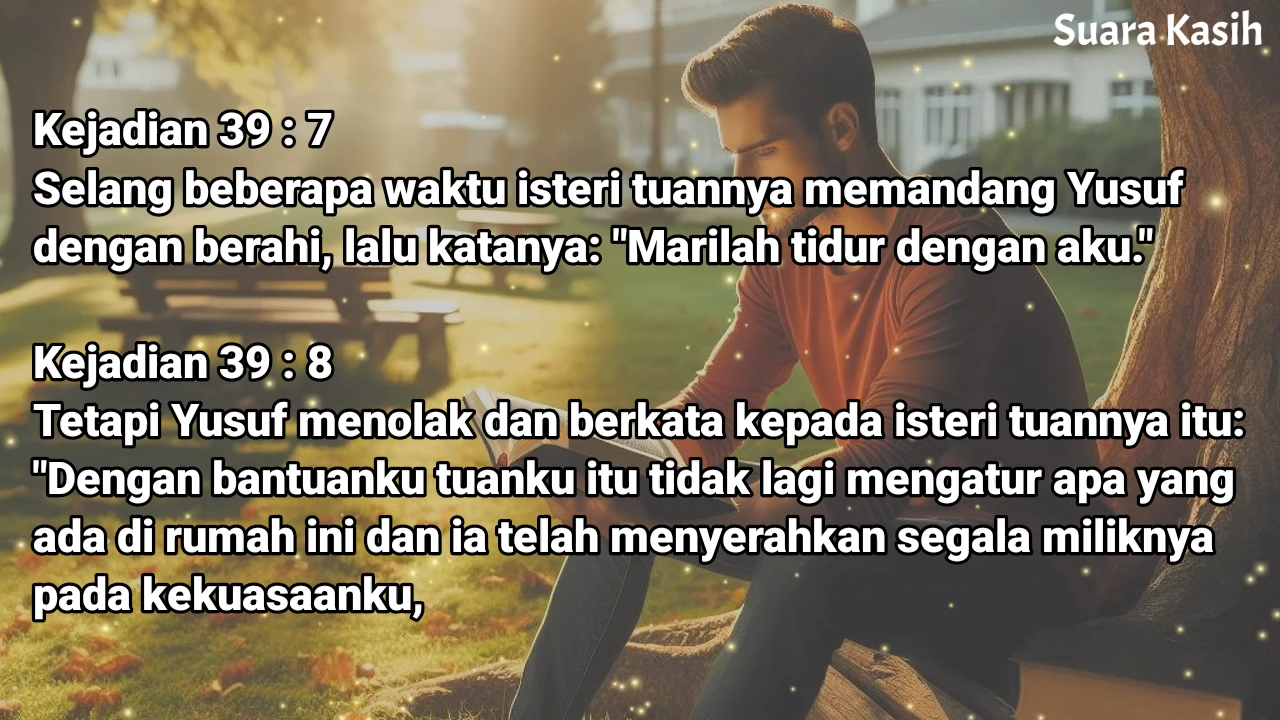 Suara Kasih
Kejadian 39 : 7
Selang beberapa waktu isteri tuannya memandang Yusuf
dengan berahi, lalu katanya: "Marilah tidur dengan aku."
Kejadian 39 : 8
Tetapi Yusuf menolak dan berkata kepada isteri tuannya itu:
"Dengan bantuanku tuanku itu tidak lagi mengatur apa yang
ada di rumah ini dan ia telah menyerahkan segala miliknya
pada kekuasaanku,